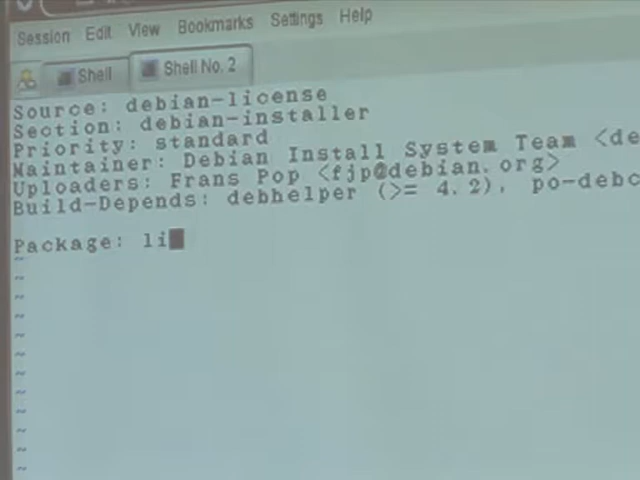 Session Edit View Bookmarks Settings Help
Shell Shell No. 2
Source: debian-license
Section: debian-installer
Priority: standard
Maintainer: Debian Install System Team <de
Uploaders: Frans Pop <fjp@debian.org>
Build-Depends: debhelper (>= 4.2), po-debc
Package: li
~
~
~
~
~
~
~
~
~
~
~
~